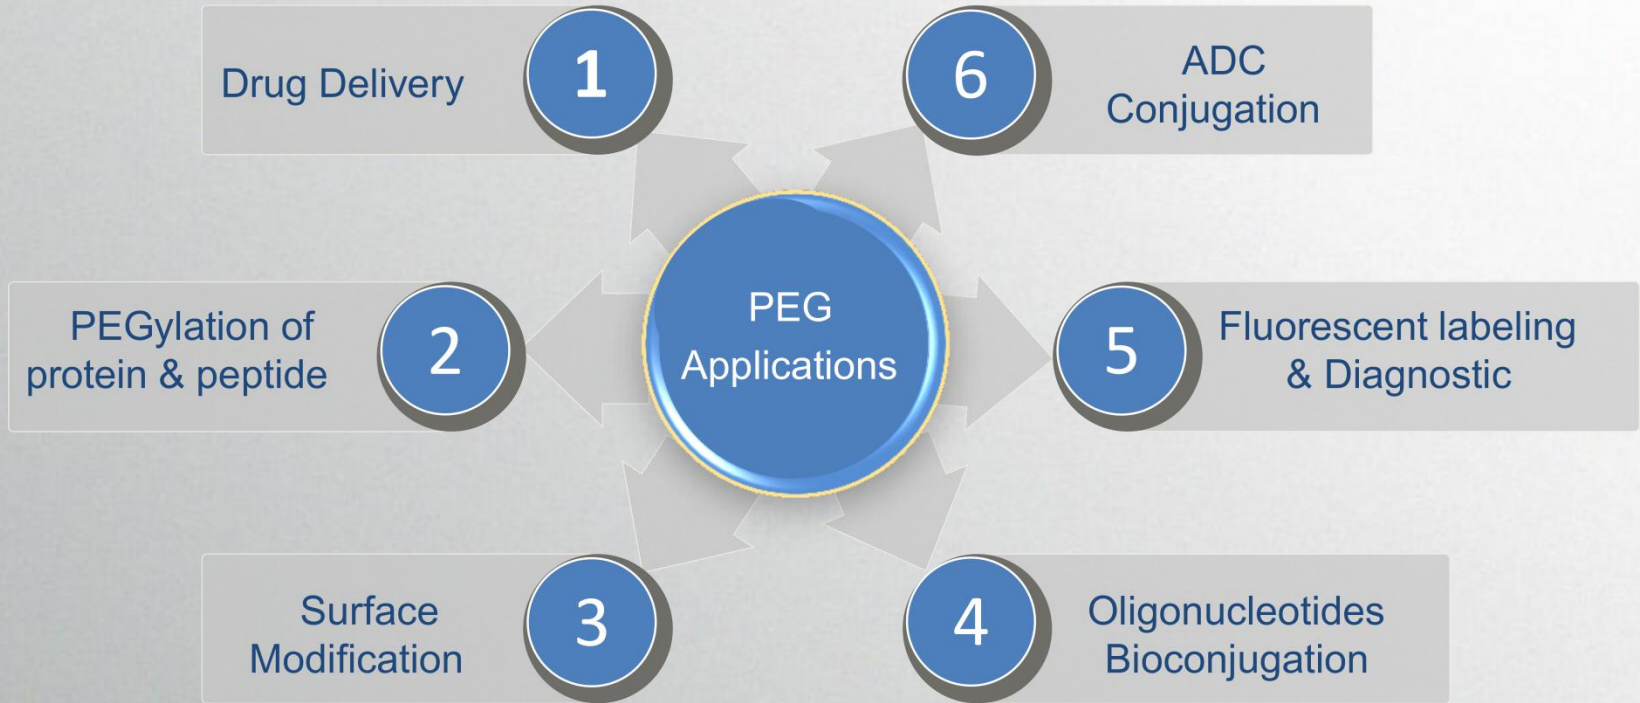 Drug Delivery
1
PEGylation of
protein & peptide
2
Surface
Modification
3
PEG
Applications
4
Oligonucleotides
Bioconjugation
5
Fluorescent labeling
& Diagnostic
6
ADC
Conjugation